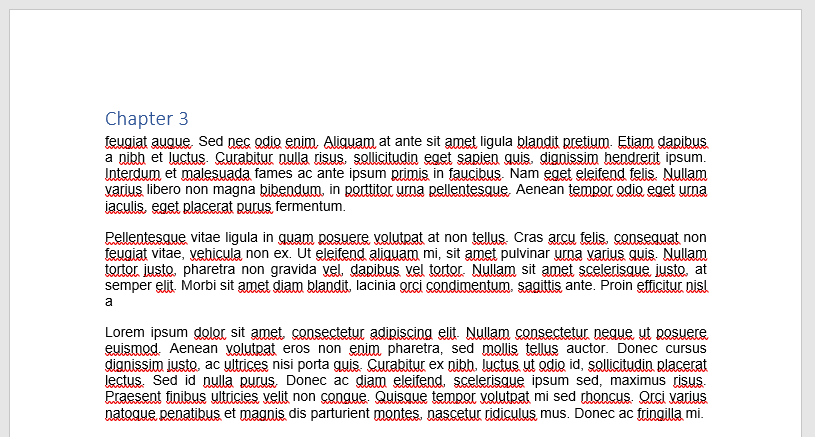 Chapter 3
feugiat augue. Sed nec odio enim. Aliquam at ante sit amet ligula blandit pretium. Etiam dapibus
a nibh et luctus. Curabitur nulla risus, sollicitudin eget sapien quis, dignissim hendrerit ipsum.
Interdum et malesuada fames ac ante ipsum primis in faucibus. Nam eget eleifend felis. Nullam
varius libero non magna bibendum, in porttitor urna pellentesque. Aenean tempor odio eget urna
iaculis, eget placerat purus fermentum.
Pellentesque vitae ligula in quam posuere volutpat at non tellus. Cras arcu felis, consequat non
feugiat vitae, vehicula non ex. Ut eleifend aliquam mi, sit amet pulvinar urna varius quis. Nullam
tortor justo, pharetra non gravida vel, dapibus vel tortor. Nullam sit amet scelerisque justo, at
semper elit. Morbi sit amet diam blandit, lacinia orci condimentum, sagittis ante. Proin efficitur nisl
a
Lorem ipsum dolor sit amet, consectetur adipiscing elit. Nullam consectetur neque ut posuere
euismod. Aenean volutpat eros non enim pharetra, sed mollis tellus auctor. Donec cursus
dignissim justo, ac ultrices nisi porta quis. Curabitur ex nibh, luctus ut odio id, sollicitudin placerat
lectus. Sed id nulla purus. Donec ac diam eleifend, scelerisque ipsum sed, maximus risus.
Praesent finibus ultricies velit non congue. Quisque tempor volutpat mi sed rhoncus. Orci varius
natoque penatibus et magnis dis parturient montes, nascetur ridiculus mus. Donec ac fringilla mi.